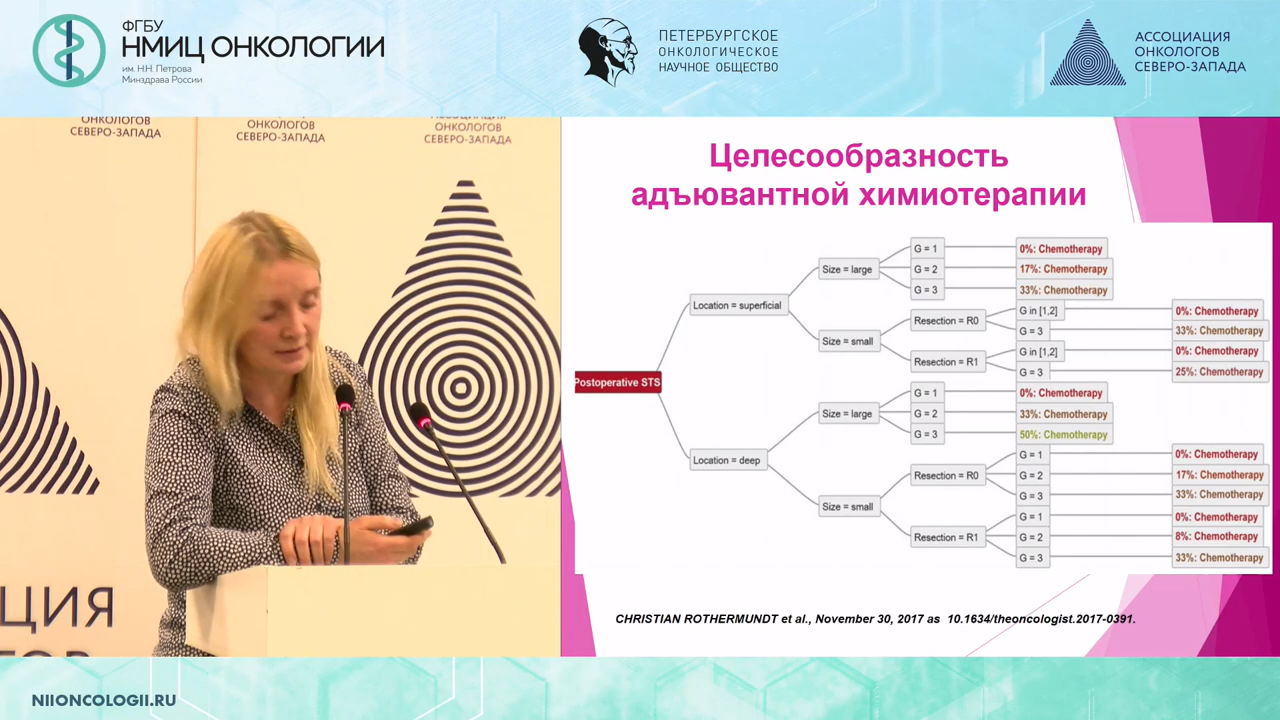 ФГБУ
НМИЦ ОНКОЛОГИИ
им. Н.Н. Петрова
Минздрава России
ПЕТЕРБУРГСКОЕ
ОНКОЛОГИЧЕСКОЕ
НАУЧНОЕ ОБЩЕСТВО
АССОЦИАЦИЯ
ОНКОЛОГОВ
СЕВЕРО-ЗАПАДА
ОНКОЛОГОВ
СЕВЕРО-ЗАПАДА
ОНКОЛОГОВ
СЕВЕРО-ЗАПАДА
АССОЦИАЦИЯ
ОНКОЛОГОВ
СЕВЕРО-ЗАПАДА
ЦИЯ
ГОВ
Целесообразность
адъювантной химиотерапии
Postoperative STS
Location = superficial
Size = large
G = 1
0%: Chemotherapy
G = 2
17%: Chemotherapy
G = 3
33%: Chemotherapy
Size = small
Resection = R0
G in [1,2]
0%: Chemotherapy
G = 3
33%: Chemotherapy
Resection = R1
G in [1,2]
0%: Chemotherapy
G = 3
25%: Chemotherapy
Location = deep
Size = large
G = 1
0%: Chemotherapy
G = 2
33%: Chemotherapy
G = 3
50%: Chemotherapy
Size = small
Resection = R0
G = 1
0%: Chemotherapy
G = 2
17%: Chemotherapy
G = 3
33%: Chemotherapy
Resection = R1
G = 1
0%: Chemotherapy
G = 2
8%: Chemotherapy
G = 3
33%: Chemotherapy
CHRISTIAN ROTHERMUNDT et al., November 30, 2017 as 10.1634/theoncologist.2017-0391.
NIIONCOLOGII.RU